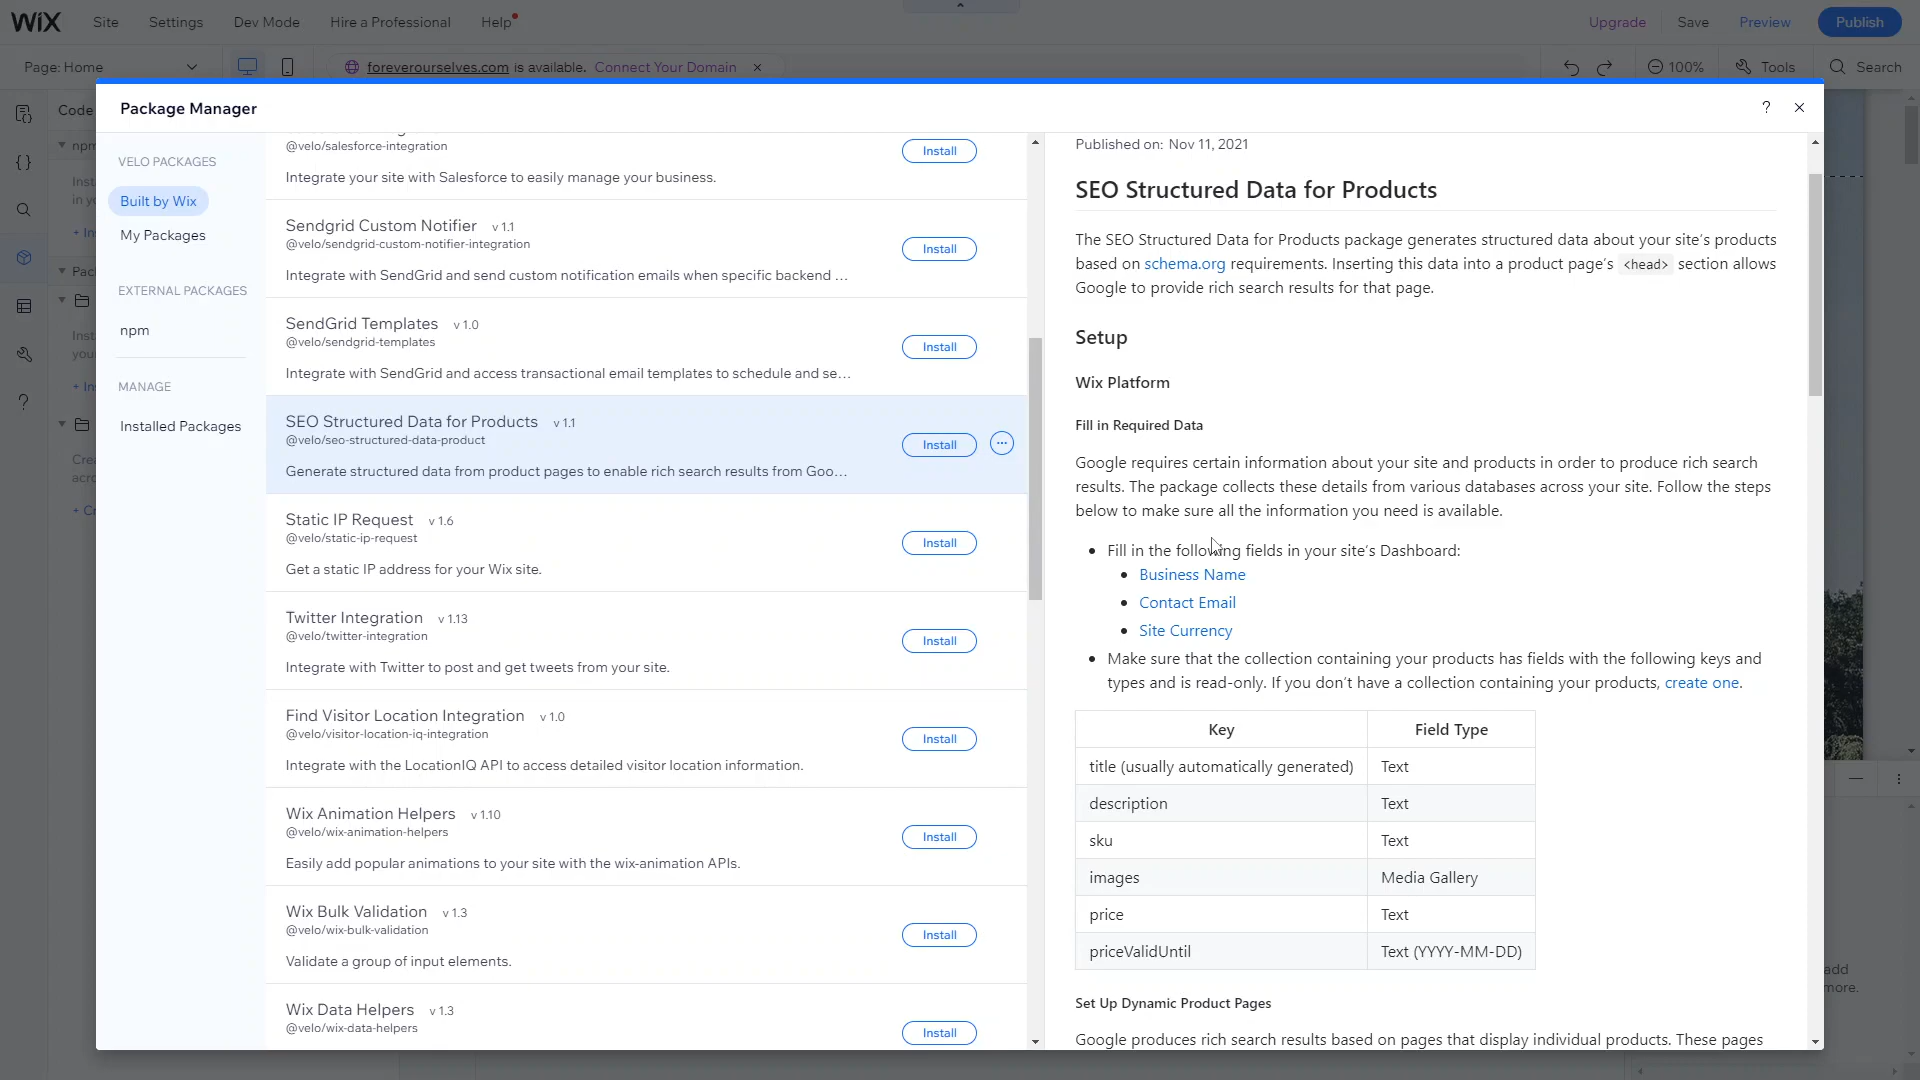 WiX Site Settings Dev Mode Hire a Professional Help Upgrade Save Preview Publish
Page: Home foreverourselves.com is available. Connect Your Domain 100% Tools Search
Code
Package Manager
VELO PACKAGES
Built by Wix
My Packages
EXTERNAL PACKAGES
npm
MANAGE
Installed Packages
@velo/salesforce-integration
Install
Integrate your site with Salesforce to easily manage your business.
Sendgrid Custom Notifier v 1.1
@velo/sendgrid-custom-notifier-integration
Install
Integrate with SendGrid and send custom notification emails when specific backend ...
SendGrid Templates v 1.0
@velo/sendgrid-templates
Install
Integrate with SendGrid and access transactional email templates to schedule and se...
SEO Structured Data for Products v 1.1
@velo/seo-structured-data-product
Install
Generate structured data from product pages to enable rich search results from Goo...
Static IP Request v 1.6
@velo/static-ip-request
Install
Get a static IP address for your Wix site.
Twitter Integration v 1.13
@velo/twitter-integration
Install
Integrate with Twitter to post and get tweets from your site.
Find Visitor Location Integration v 1.0
@velo/visitor-location-iq-integration
Install
Integrate with the LocationIQ API to access detailed visitor location information.
Wix Animation Helpers v 1.10
@velo/wix-animation-helpers
Install
Easily add popular animations to your site with the wix-animation APIs.
Wix Bulk Validation v 1.3
@velo/wix-bulk-validation
Install
Validate a group of input elements.
Wix Data Helpers v 1.3
@velo/wix-data-helpers
Install
Published on: Nov 11, 2021
SEO Structured Data for Products
The SEO Structured Data for Products package generates structured data about your site's products
based on schema.org requirements. Inserting this data into a product page's <head> section allows
Google to provide rich search results for that page.
Setup
Wix Platform
Fill in Required Data
Google requires certain information about your site and products in order to produce rich search
results. The package collects these details from various databases across your site. Follow the steps
below to make sure all the information you need is available.
Fill in the following fields in your site's Dashboard:
Business Name
Contact Email
Site Currency
Make sure that the collection containing your products has fields with the following keys and
types and is read-only. If you don't have a collection containing your products, create one.
Key Field Type
title (usually automatically generated) Text
description Text
sku Text
images Media Gallery
price Text
priceValidUntil Text (YYYY-MM-DD)
Set Up Dynamic Product Pages
Google produces rich search results based on pages that display individual products. These pages
add
more.